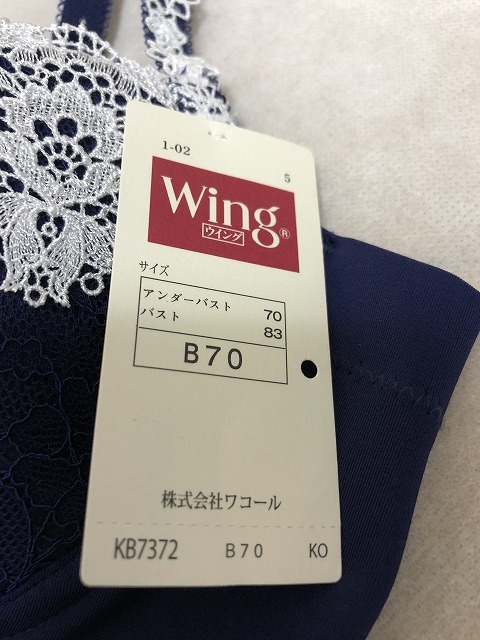 1-02
5
Wing®
ウイング
サイズ
アンダーバスト 70
バスト 83
B70
株式会社ワコール
KB7372 B70 KO